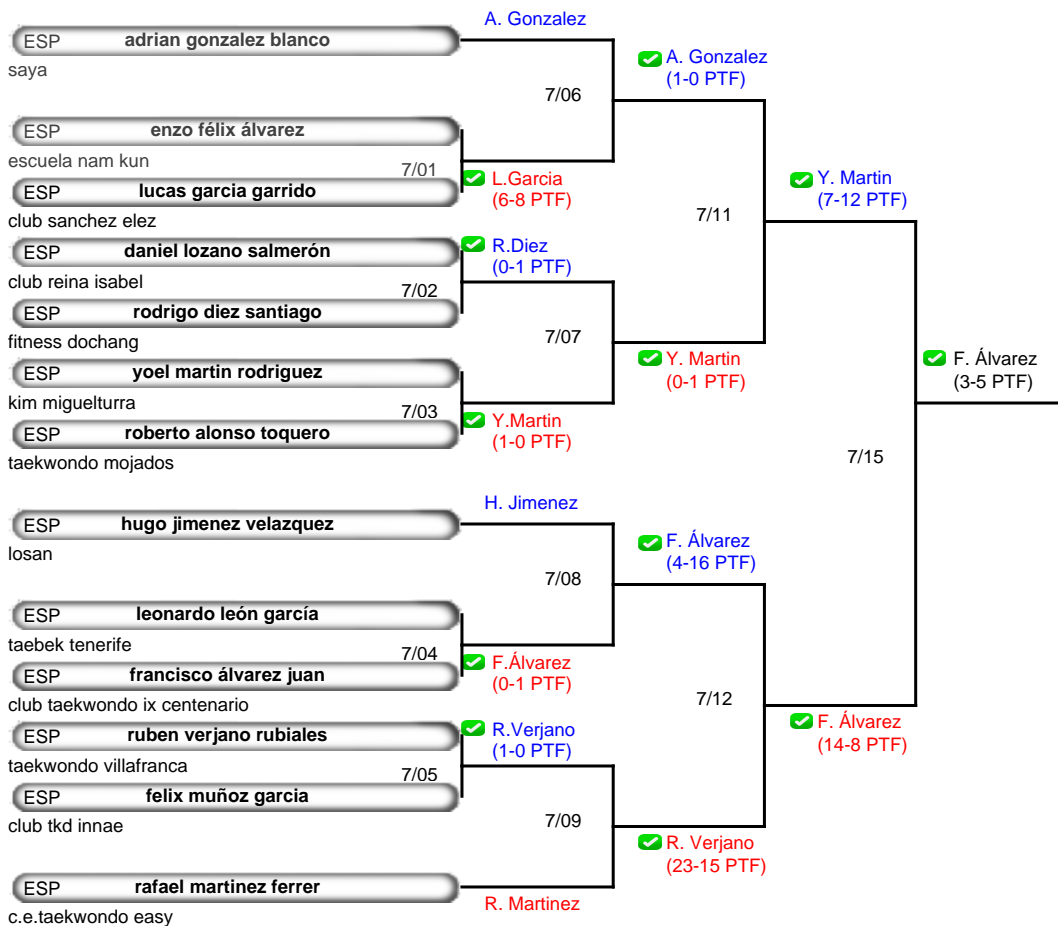 A. Gonzalez
ESP adrian gonzalez blanco
saya
A. Gonzalez
(1-0 PTF)
7/06
ESP enzo félix álvarez
escuela nam kun
7/01
L.Garcia
(6-8 PTF)
ESP lucas garcia garrido
club sanchez elez
Y. Martin
(7-12 PTF)
7/11
ESP daniel lozano salmerón
club reina isabel
R.Diez
(0-1 PTF)
7/02
ESP rodrigo diez santiago
fitness dochang
7/07
Y. Martin
(0-1 PTF)
F. Álvarez
(3-5 PTF)
ESP yoel martin rodriguez
kim miguelturra
7/03
Y.Martin
(1-0 PTF)
ESP roberto alonso toquero
taekwondo mojados
7/15
H. Jimenez
ESP hugo jimenez velazquez
losan
F. Álvarez
(4-16 PTF)
7/08
ESP leonardo león garcía
taebek tenerife
7/04
F.Álvarez
(0-1 PTF)
ESP francisco álvarez juan
club taekwondo ix centenario
7/12
F. Álvarez
(14-8 PTF)
ESP ruben verjano rubiales
taekwondo villafranca
R.Verjano
(1-0 PTF)
7/05
ESP felix muñoz garcia
club tkd innae
7/09
R. Verjano
(23-15 PTF)
ESP rafael martinez ferrer
c.e.taekwondo easy
R. Martinez